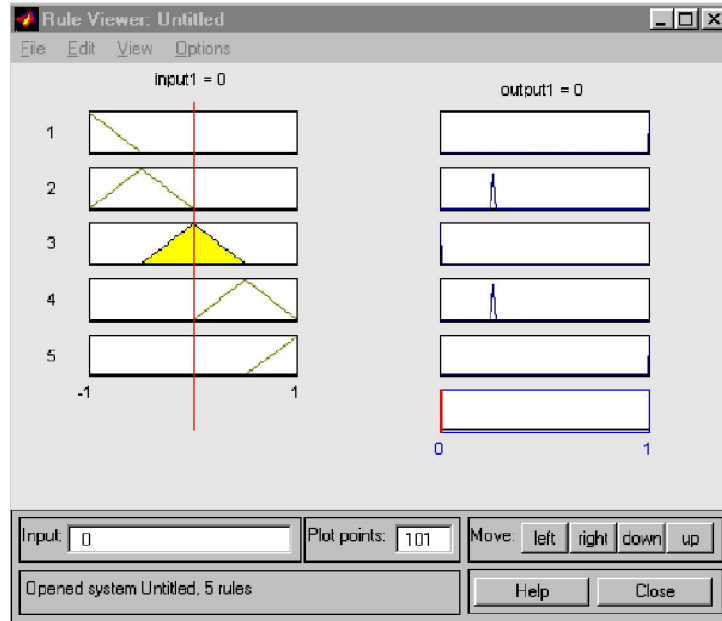 Rule Viewer: Untitled
File Edit View Options
input1 = 0
output1 = 0
1
2
3
4
5
-1 1
0 1
Input: 0
Plot points: 101
Move: left right down up
Opened system Untitled, 5 rules
Help Close